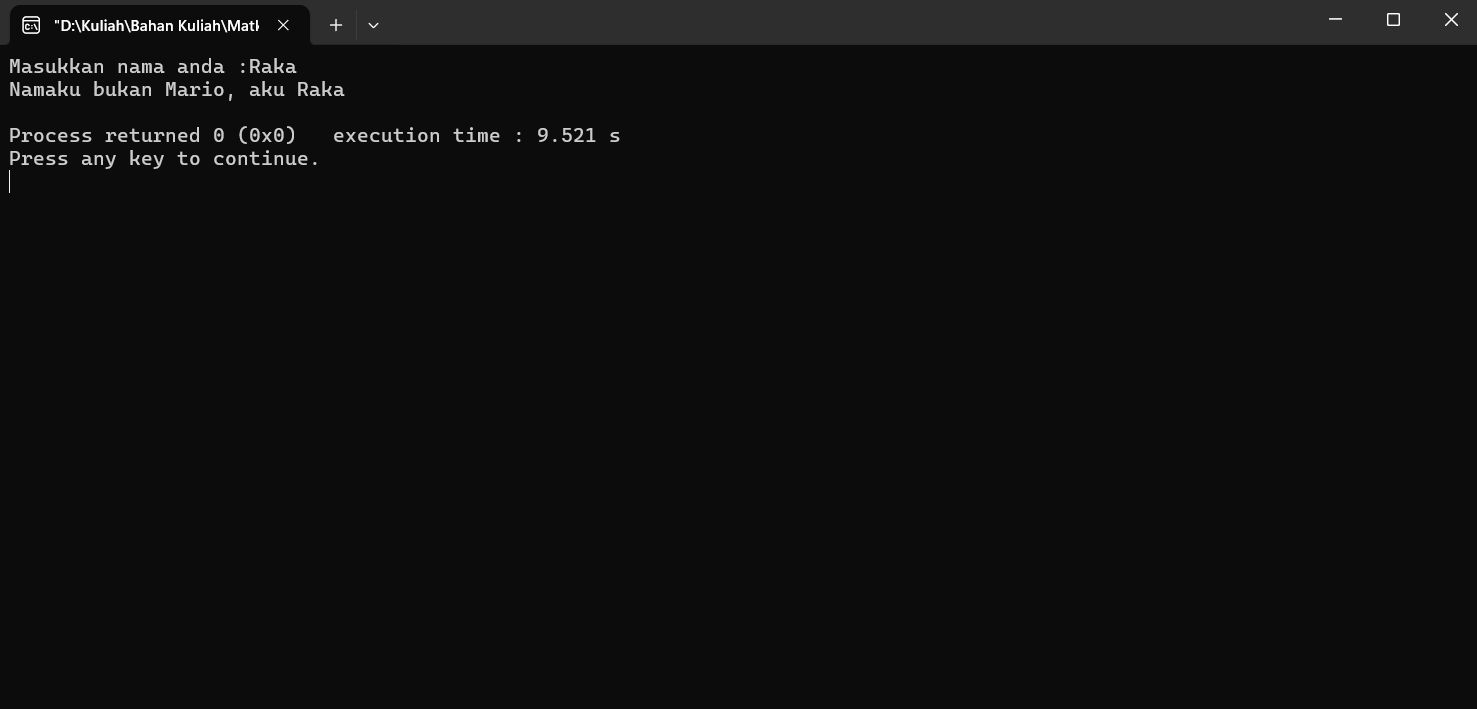 "D:\Kuliah\Bahan Kuliah\Mat
Masukkan nama anda :Raka
Namaku bukan Mario, aku Raka
Process returned 0 (0x0)   execution time : 9.521 s
Press any key to continue.